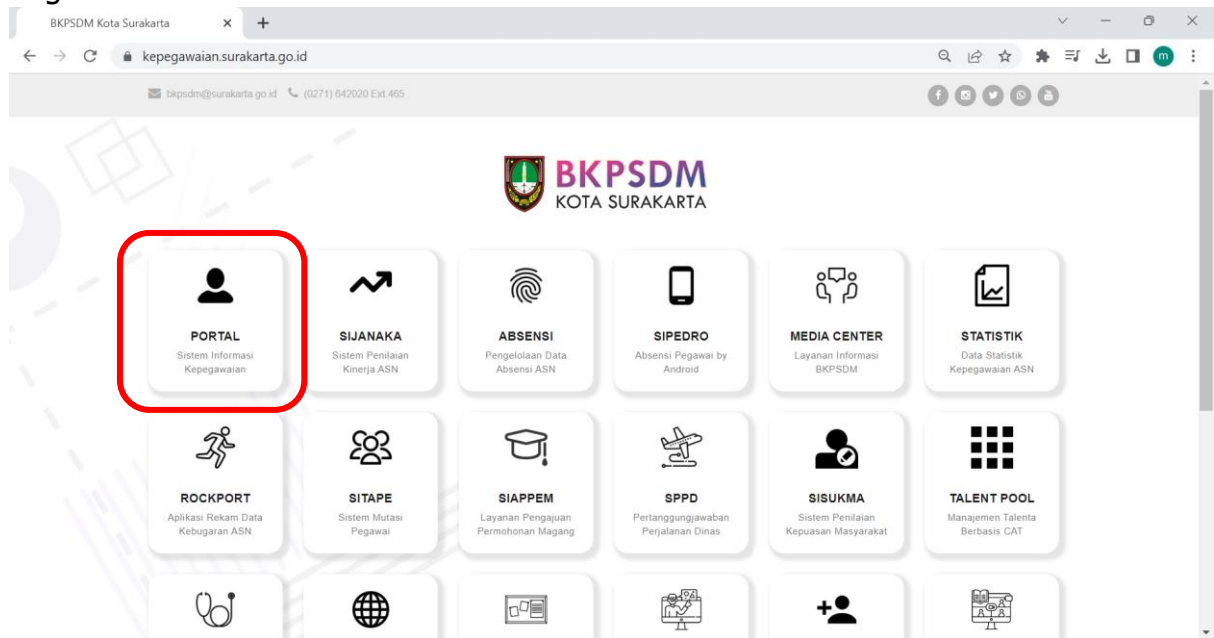 BKPSDM Kota Surakarta
kepegawaian.surakarta.go.id
m
bkpsdm@surakarta.go.id (0271) 642020 Ext 465
BKPSDM
KOTA SURAKARTA
PORTAL
Sistem Informasi
Kepegawaian
SIJANAKA
Sistem Penilaian
Kinerja ASN
ABSENSI
Pengelolaan Data
Absensi ASN
SIPEDRO
Absensi Pegawai by
Android
MEDIA CENTER
Layanan Informasi
BKPSDM
STATISTIK
Data Statistik
Kepegawaian ASN
ROCKPORT
Aplikasi Rekam Data
Kebugaran ASN
SITAPE
Sistem Mutasi
Pegawai
SIAPPEM
Layanan Pengajuan
Permohonan Magang
SPPD
Pertanggungjawaban
Perjalanan Dinas
SISUKMA
Sistem Penilaian
Kepuasan Masyarakat
TALENT POOL
Manajemen Talenta
Berbasis CAT